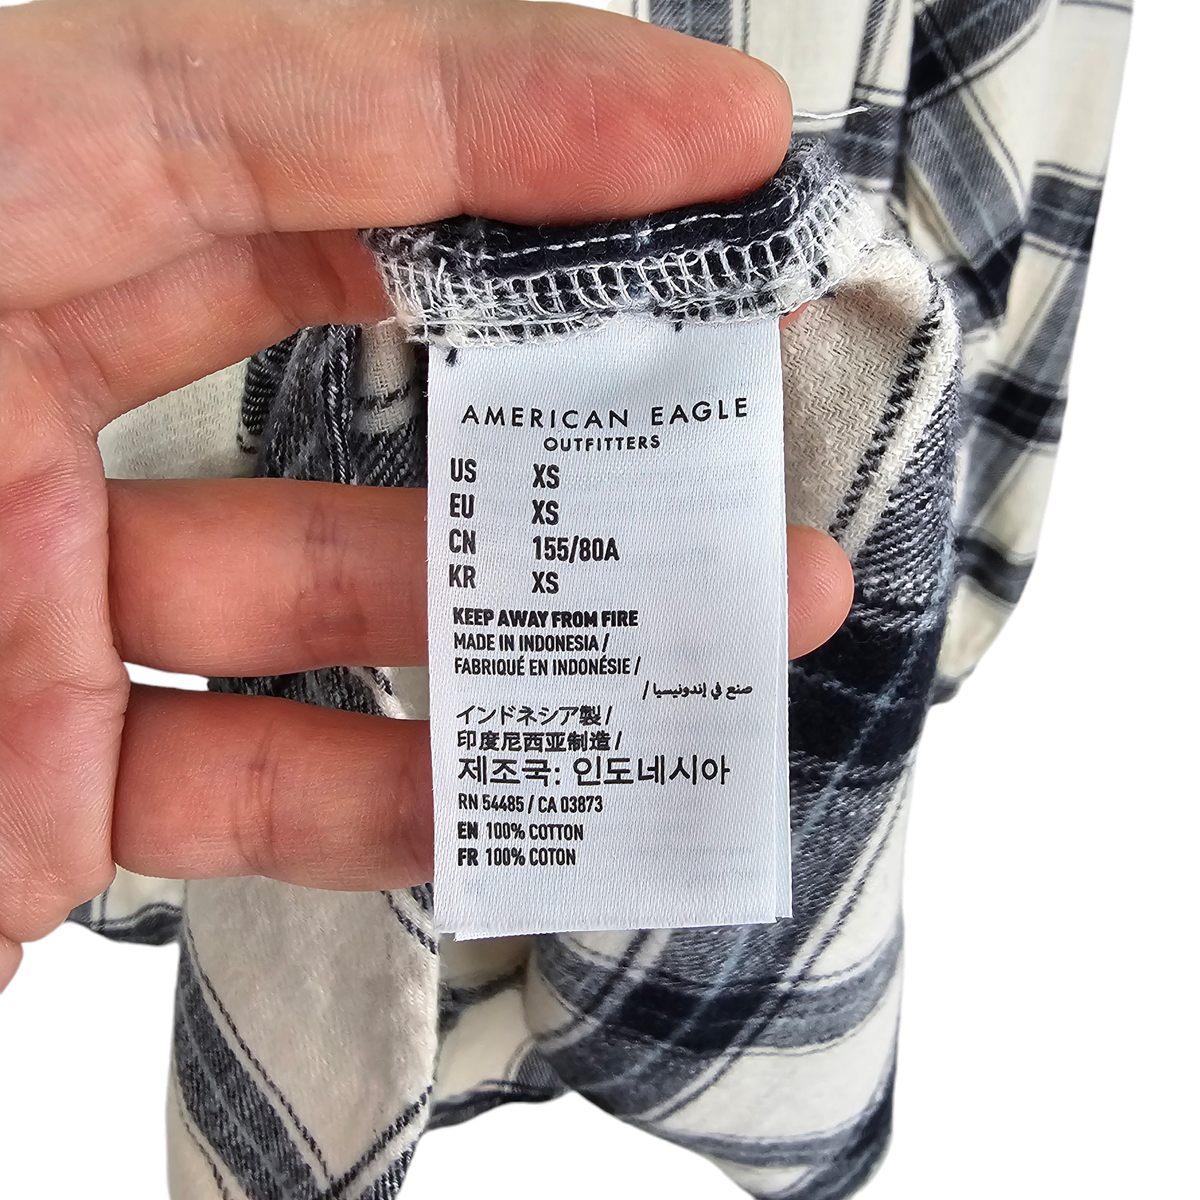 AMERICAN EAGLE
OUTFITTERS
US XS
EU XS
CN 155/80A
KR XS
KEEP AWAY FROM FIRE
MADE IN INDONESIA /
FABRIQUÉ EN INDONÉSIE /
صنع في إندونيسيا /
インドネシア製 /
印度尼西亚制造 /
제조국: 인도네시아
RN 54485 / CA 03873
EN 100% COTTON
FR 100% COTON